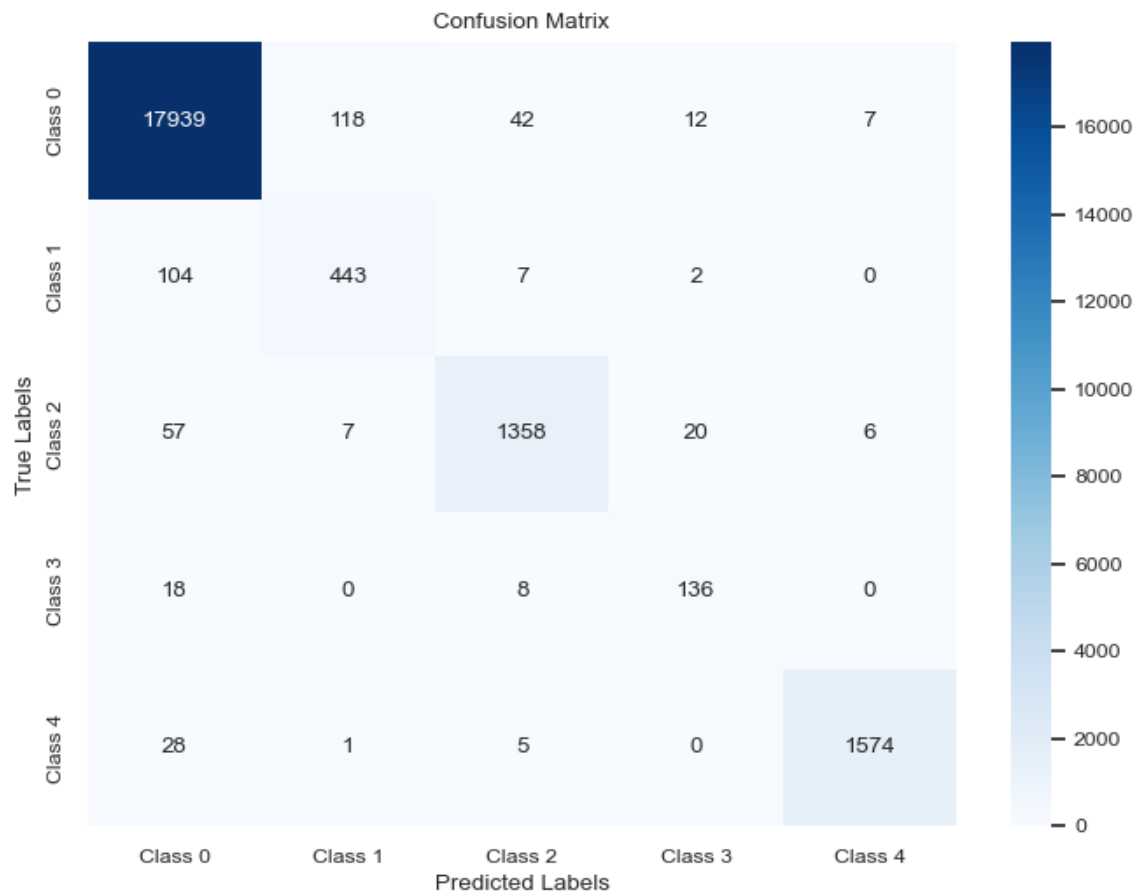 Confusion Matrix
Class 0
17939 118 42 12 7
Class 1
104 443 7 2 0
Class 2
57 7 1358 20 6
Class 3
18 0 8 136 0
Class 4
28 1 5 0 1574
True Labels
Class 0 Class 1 Class 2 Class 3 Class 4
Predicted Labels
16000
14000
12000
10000
8000
6000
4000
2000
0